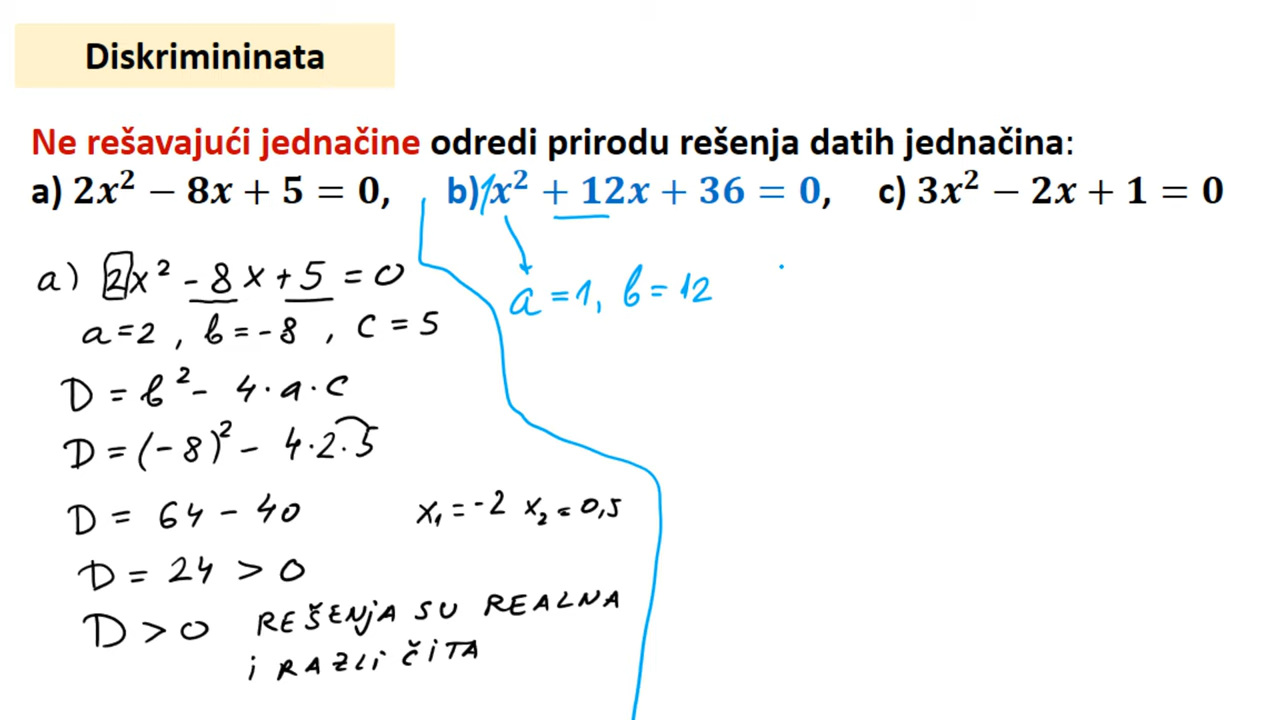 Diskrimininata
Ne rešavajući jednačine odredi prirodu rešenja datih jednačina:
a) 2x² − 8x + 5 = 0, b) 1x² + 12x + 36 = 0, c) 3x² − 2x + 1 = 0
a) 2x² - 8x + 5 = 0
a = 2, b = -8, c = 5
D = b² - 4·a·c
D = (-8)² - 4·2·5
D = 64 - 40
x₁ = -2 x₂ = 0,5
D = 24 > 0
D > 0 REŠENjA SU REALNA
i RAZLiČiTA
a = 1, b = 12